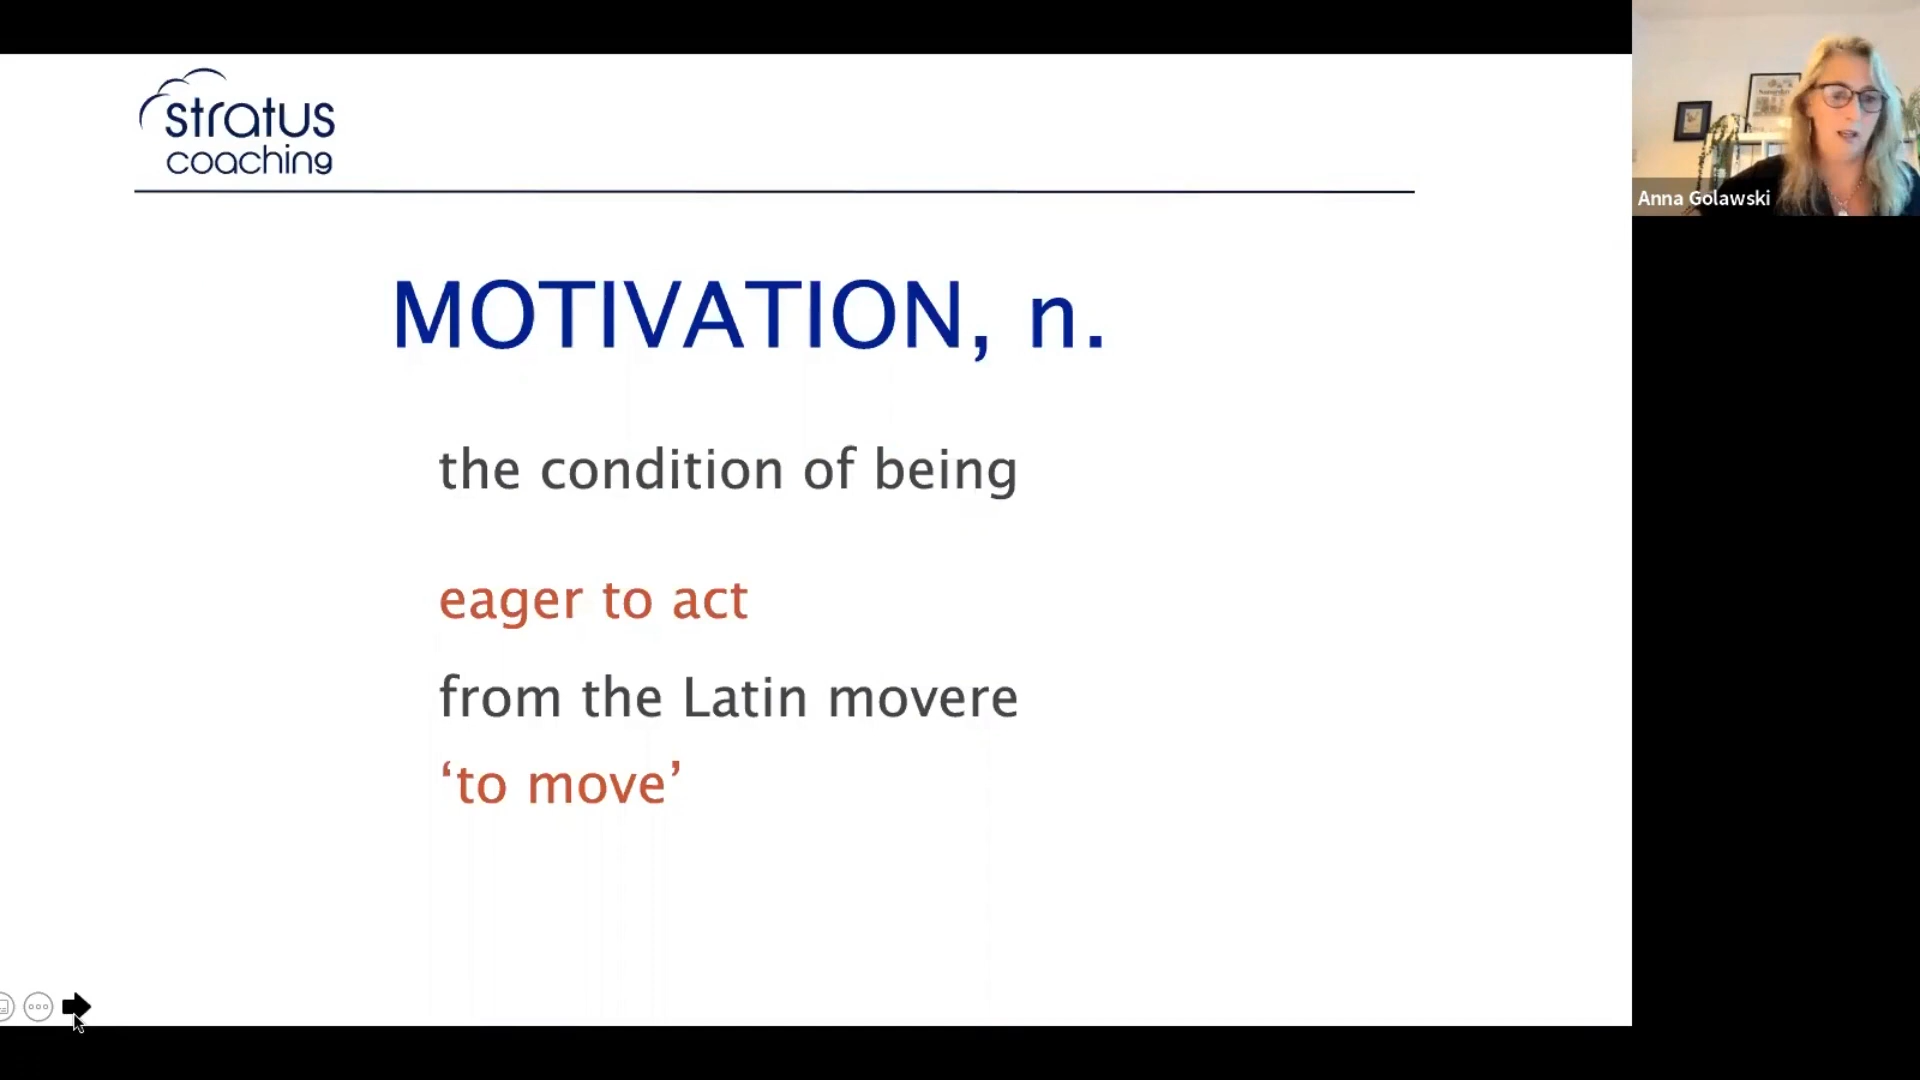 stratus
coaching
Anna Golawski
MOTIVATION, n.
the condition of being
eager to act
from the Latin movere
‘to move’